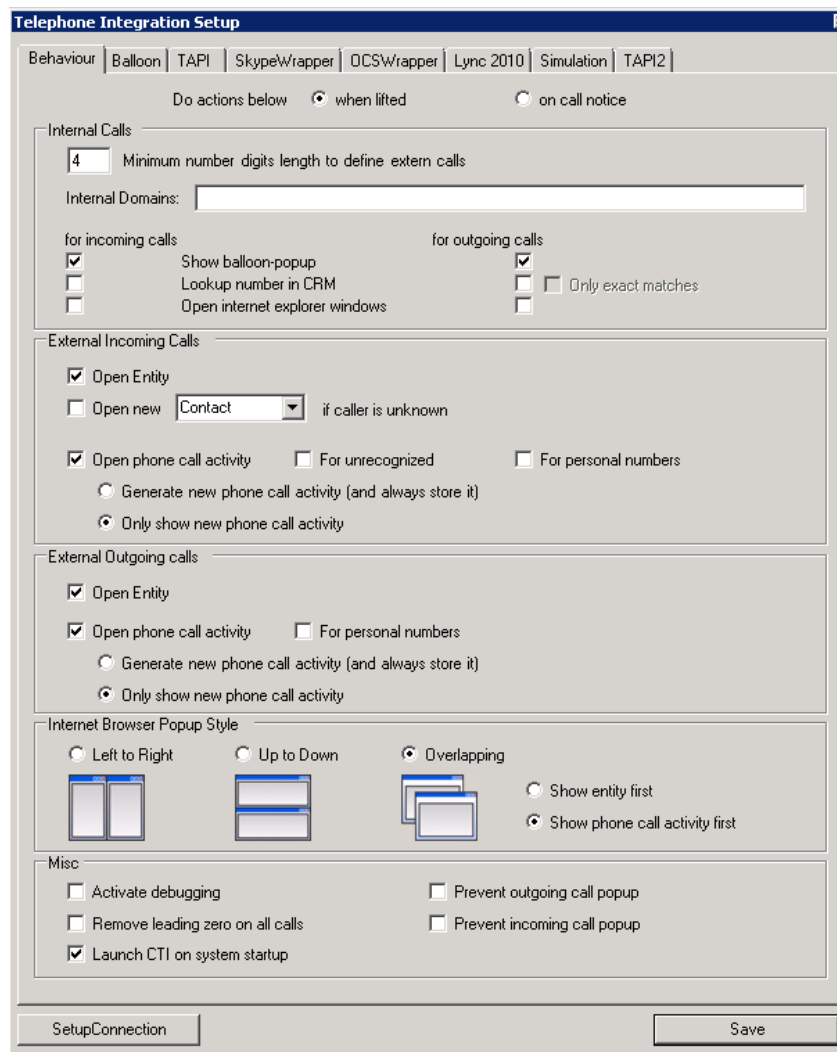 Telephone Integration Setup
Behaviour Balloon TAPI SkypeWrapper OCSWrapper Lync 2010 Simulation TAPI2
Do actions below when lifted on call notice
Internal Calls
4 Minimum number digits length to define extern calls
Internal Domains:
for incoming calls for outgoing calls
Show balloon-popup
Lookup number in CRM Only exact matches
Open internet explorer windows
External Incoming Calls
Open Entity
Open new Contact if caller is unknown
Open phone call activity For unrecognized For personal numbers
Generate new phone call activity (and always store it)
Only show new phone call activity
External Outgoing calls
Open Entity
Open phone call activity For personal numbers
Generate new phone call activity (and always store it)
Only show new phone call activity
Internet Browser Popup Style
Left to Right Up to Down Overlapping
Show entity first
Show phone call activity first
Misc
Activate debugging Prevent outgoing call popup
Remove leading zero on all calls Prevent incoming call popup
Launch CTI on system startup
SetupConnection Save